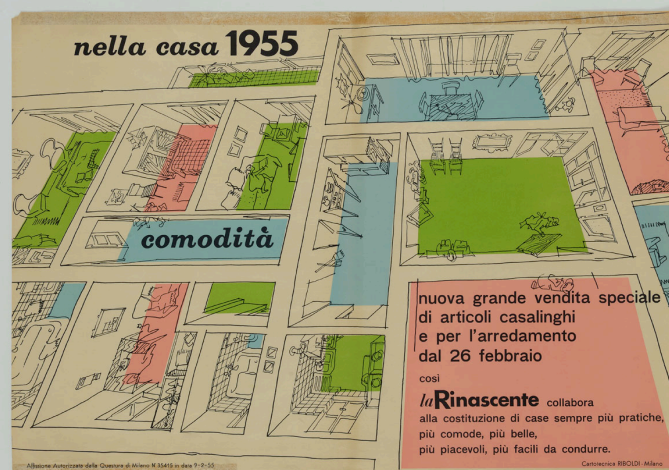 nella casa 1955
comodità
nuova grande vendita speciale
di articoli casalinghi
e per l'arredamento
dal 26 febbraio
così
la Rinascente collabora
alla costituzione di case sempre più pratiche,
più comode, più belle,
più piacevoli, più facili da condurre.
Affissione Autorizzata dalla Questura di Milano N 35415 in data 9-2-55
Cartotecnica RIBOLDI - Milano